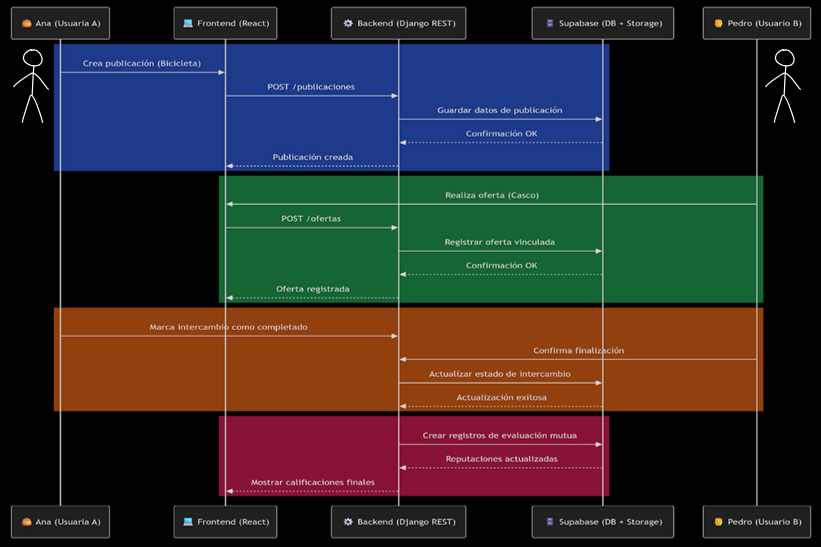 Ana (Usuaria A)
Frontend (React)
Backend (Django REST)
Supabase (DB + Storage)
Pedro (Usuario B)
Crea publicación (Bicicleta)
POST /publicaciones
Guardar datos de publicación
Confirmación OK
Publicación creada
Realiza oferta (Casco)
POST /ofertas
Registrar oferta vinculada
Confirmación OK
Oferta registrada
Marca intercambio como completado
Confirma finalización
Actualizar estado de intercambio
Actualización exitosa
Crear registros de evaluación mutua
Reputaciones actualizadas
Mostrar calificaciones finales
Ana (Usuaria A)
Frontend (React)
Backend (Django REST)
Supabase (DB + Storage)
Pedro (Usuario B)